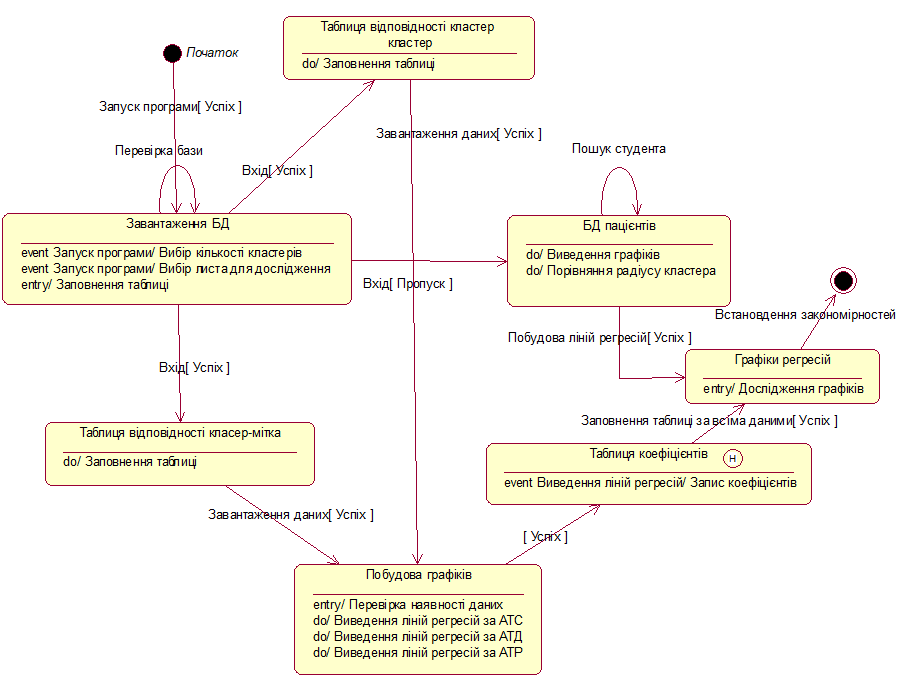 Таблиця відповідності кластер
кластер
do/ Заповнення таблиці
Початок
Запуск програми[ Успіх ]
Завантаження даних[ Успіх ]
Перевірка бази
Пошук студента
Вхід[ Успіх ]
Завантаження БД
event Запуск програми/ Вибір кількості кластерів
event Запуск програми/ Вибір листа для дослідження
entry/ Заповнення таблиці
БД пацієнтів
do/ Виведення графіків
do/ Порівняння радіусу кластера
Вхід[ Пропуск ]
Встановдення закономірностей
Побудова ліній регресій[ Успіх ]
Графіки регресій
entry/ Дослідження графіків
Вхід[ Успіх ]
Заповнення таблиці за всіма даними[ Успіх ]
Таблиця відповідності класер-мітка
do/ Заповнення таблиці
Таблиця коефіцієнтів
H
event Виведення ліній регресій/ Запис коефіцієнтів
Завантаження даних[ Успіх ]
[ Успіх ]
Побудова графіків
entry/ Перевірка наявності даних
do/ Виведення ліній регресій за АТС
do/ Виведення ліній регресій за АТД
do/ Виведення ліній регресій за АТР